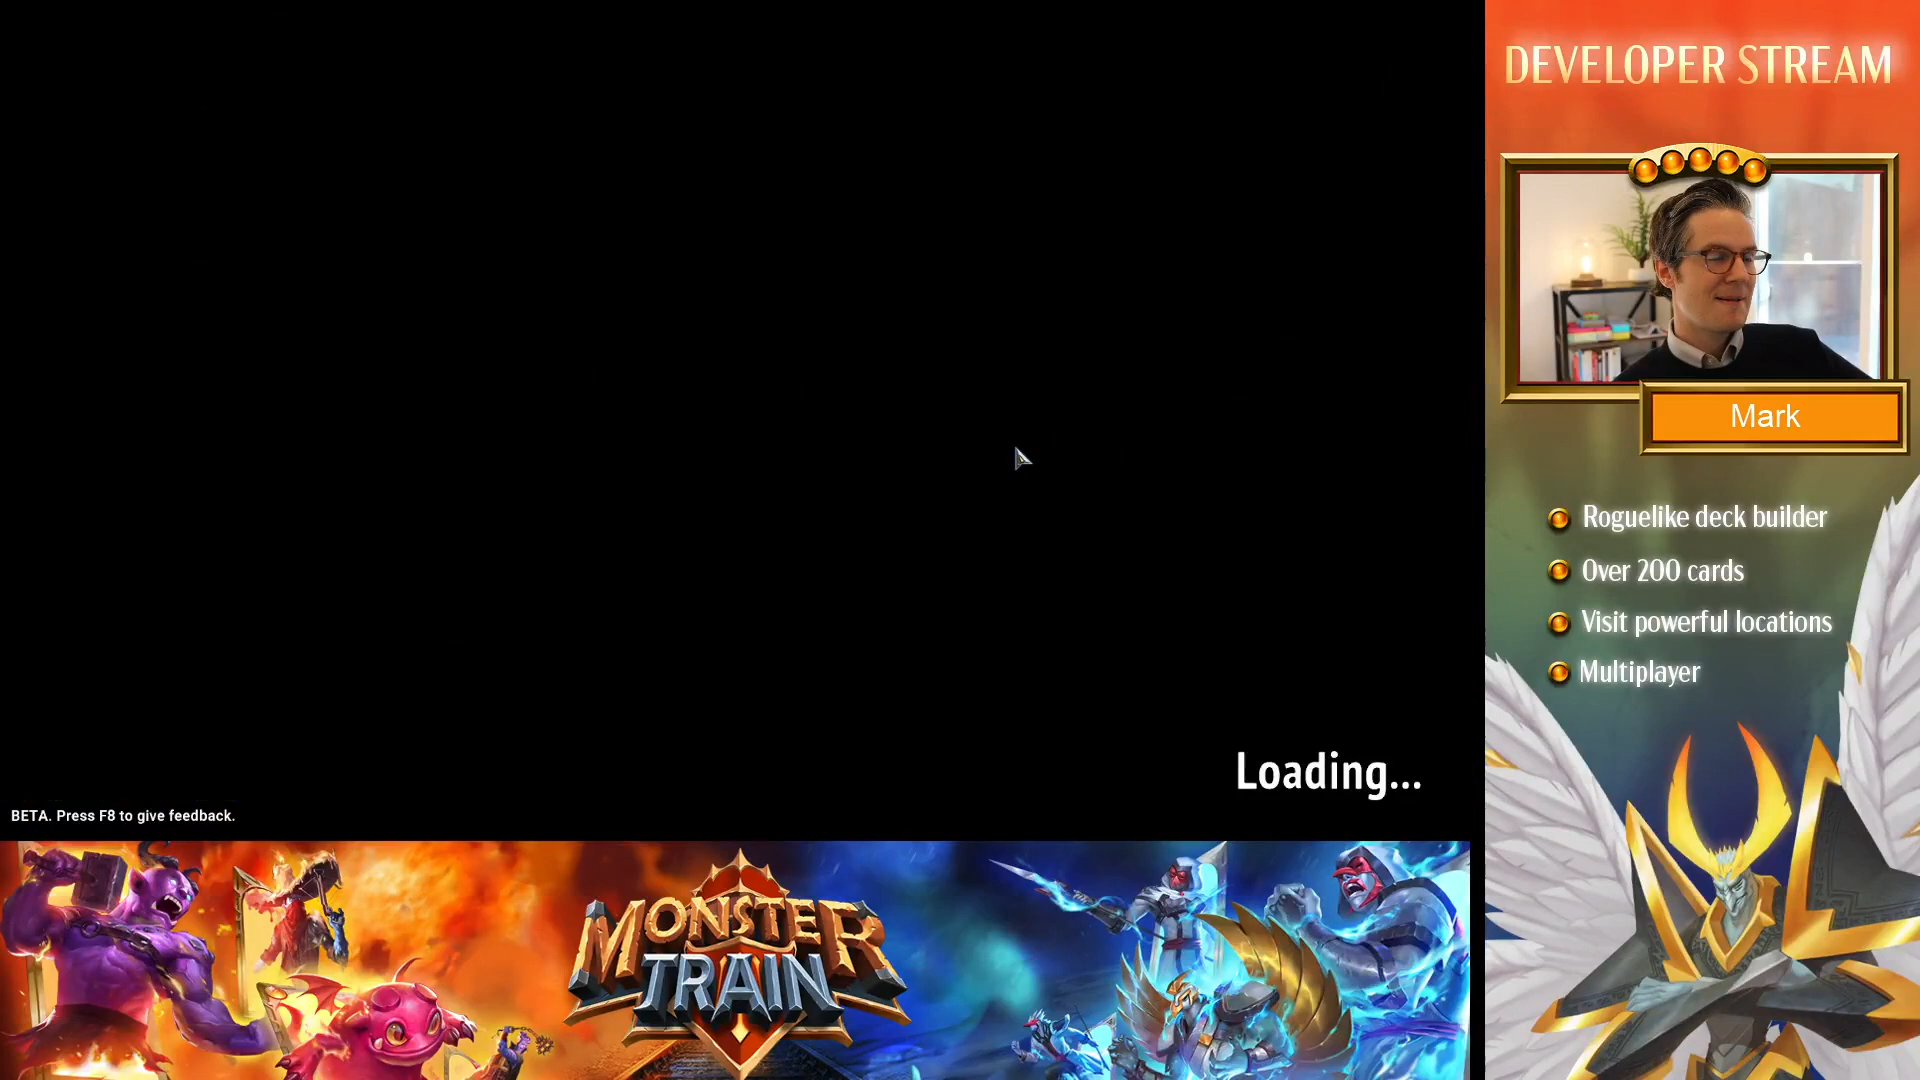 DEVELOPER STREAM
Mark
Roguelike deck builder
Over 200 cards
Visit powerful locations
Multiplayer
Loading...
BETA. Press F8 to give feedback.
MONSTER
TRAIN